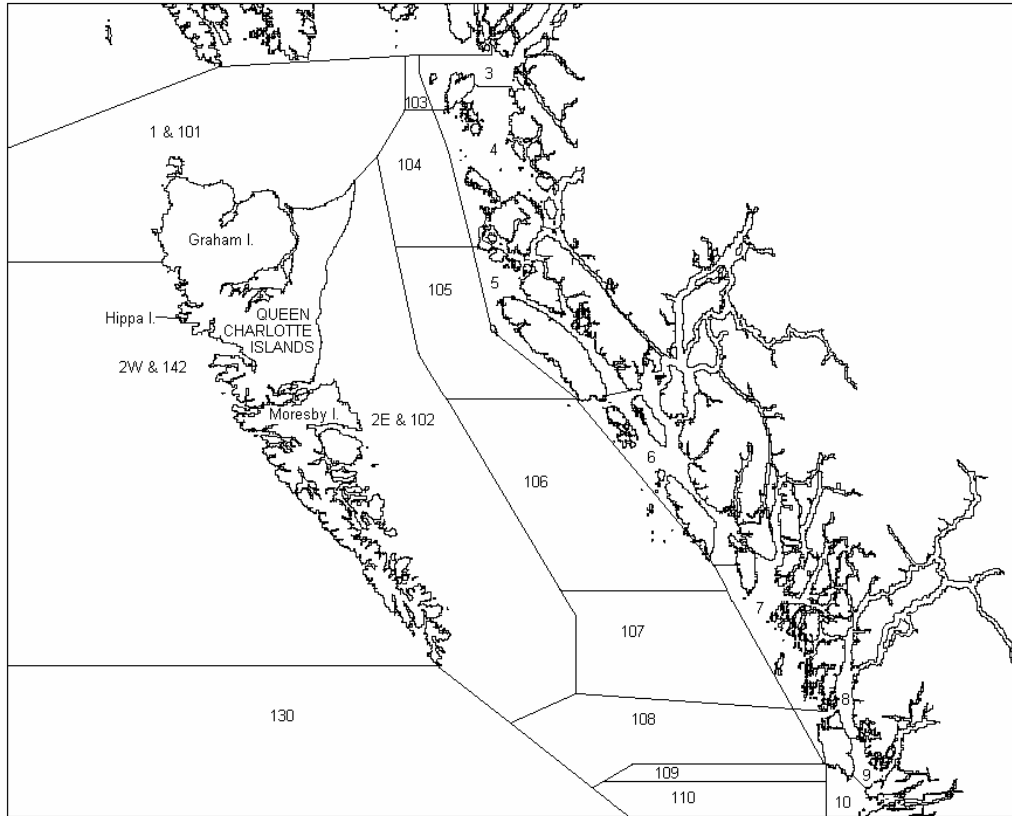 3
103
1 & 101
4
104
Graham I.
105
5
Hippa I.
QUEEN
CHARLOTTE
ISLANDS
2W & 142
Moresby I.
2E & 102
6
106
7
107
8
130
108
109
9
110
10